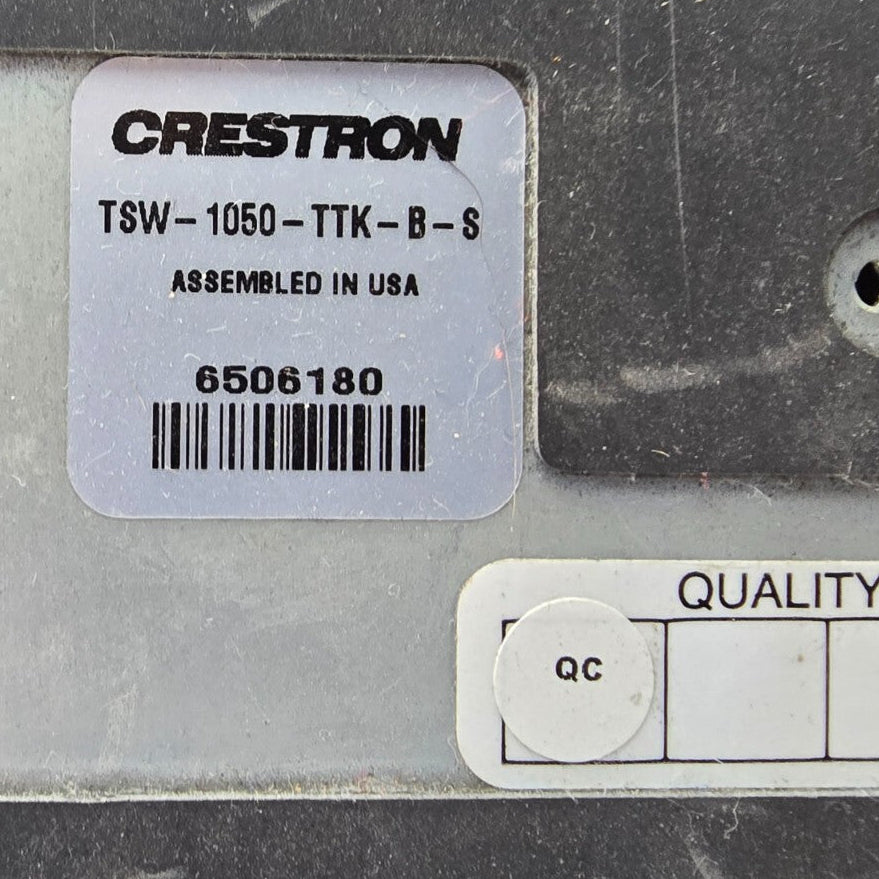 CRESTRON
TSW-1050-TTK-B-S
ASSEMBLED IN USA
6506180
QUALITY
QC